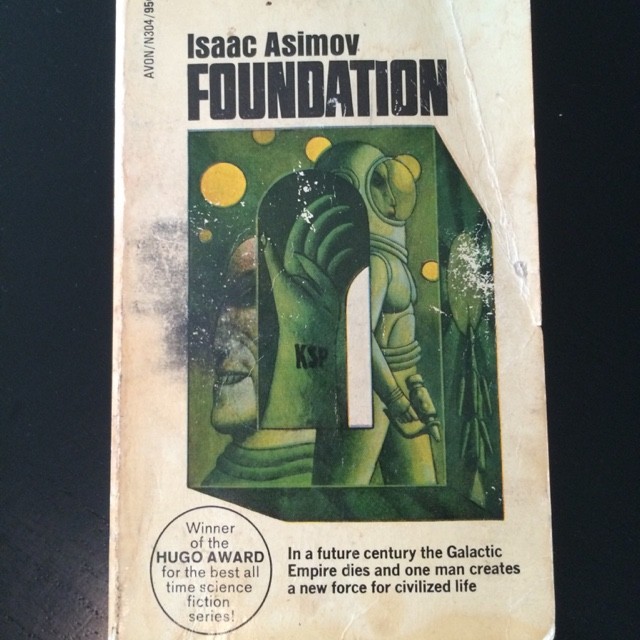 AVON/N304/95¢
Isaac Asimov
FOUNDATION
KSP
Winner
of the
HUGO AWARD
for the best all
time science
fiction
series!
In a future century the Galactic
Empire dies and one man creates
a new force for civilized life